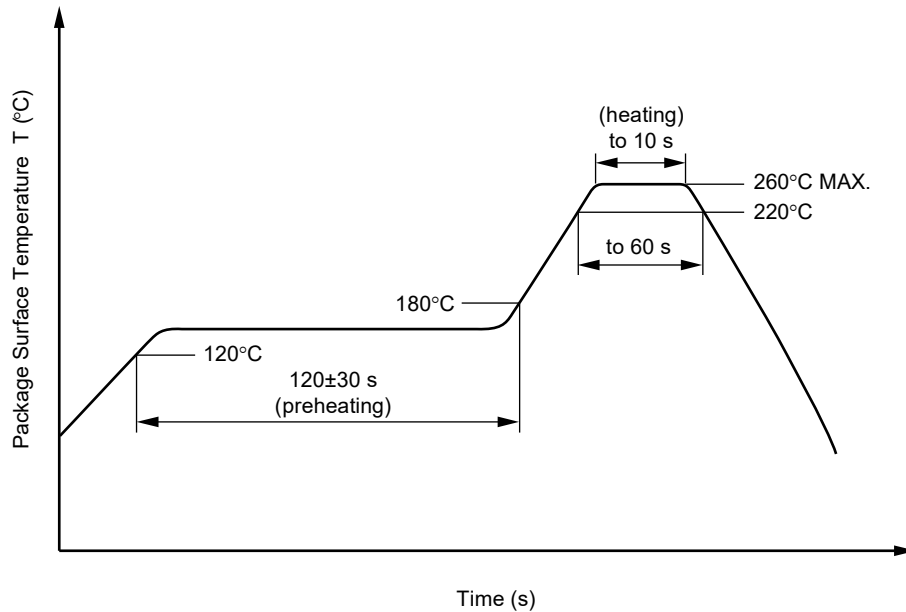 Package Surface Temperature T (°C)
(heating)
to 10 s
260°C MAX.
220°C
to 60 s
180°C
120°C
120±30 s
(preheating)
Time (s)